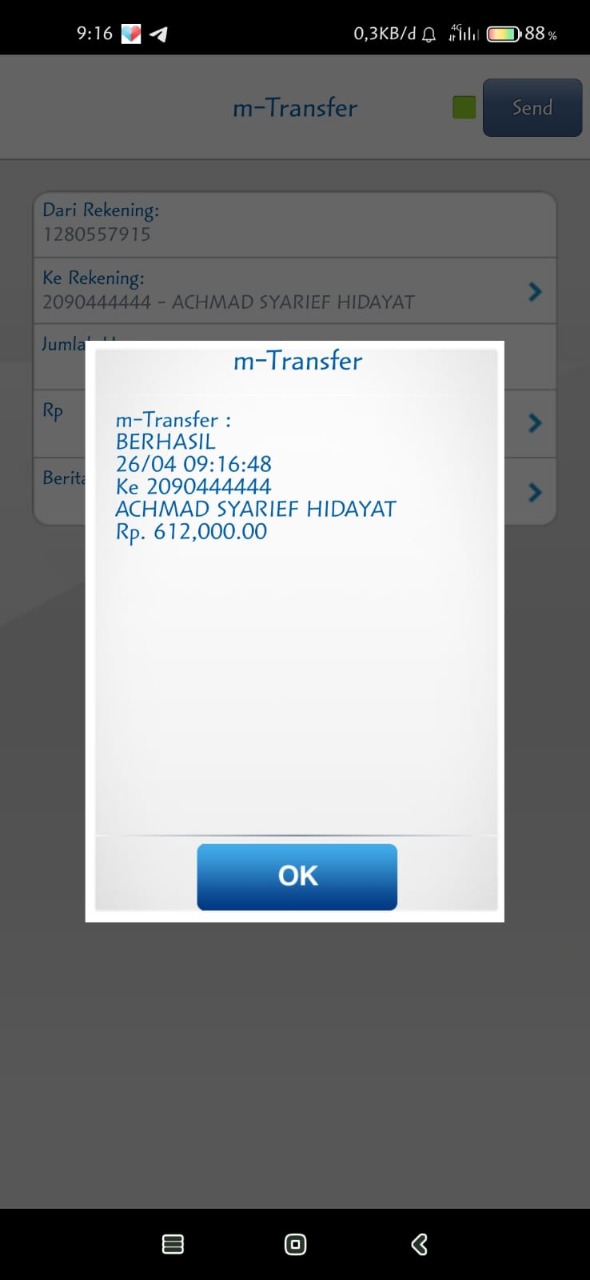 9:16 0,3KB/d 4G 88%
m-Transfer Send
Dari Rekening:
1280557915
Ke Rekening:
2090444444 - ACHMAD SYARIEF HIDAYAT
Jumla
Rp
Berita
m-Transfer
m-Transfer :
BERHASIL
26/04 09:16:48
Ke 2090444444
ACHMAD SYARIEF HIDAYAT
Rp. 612,000.00
OK